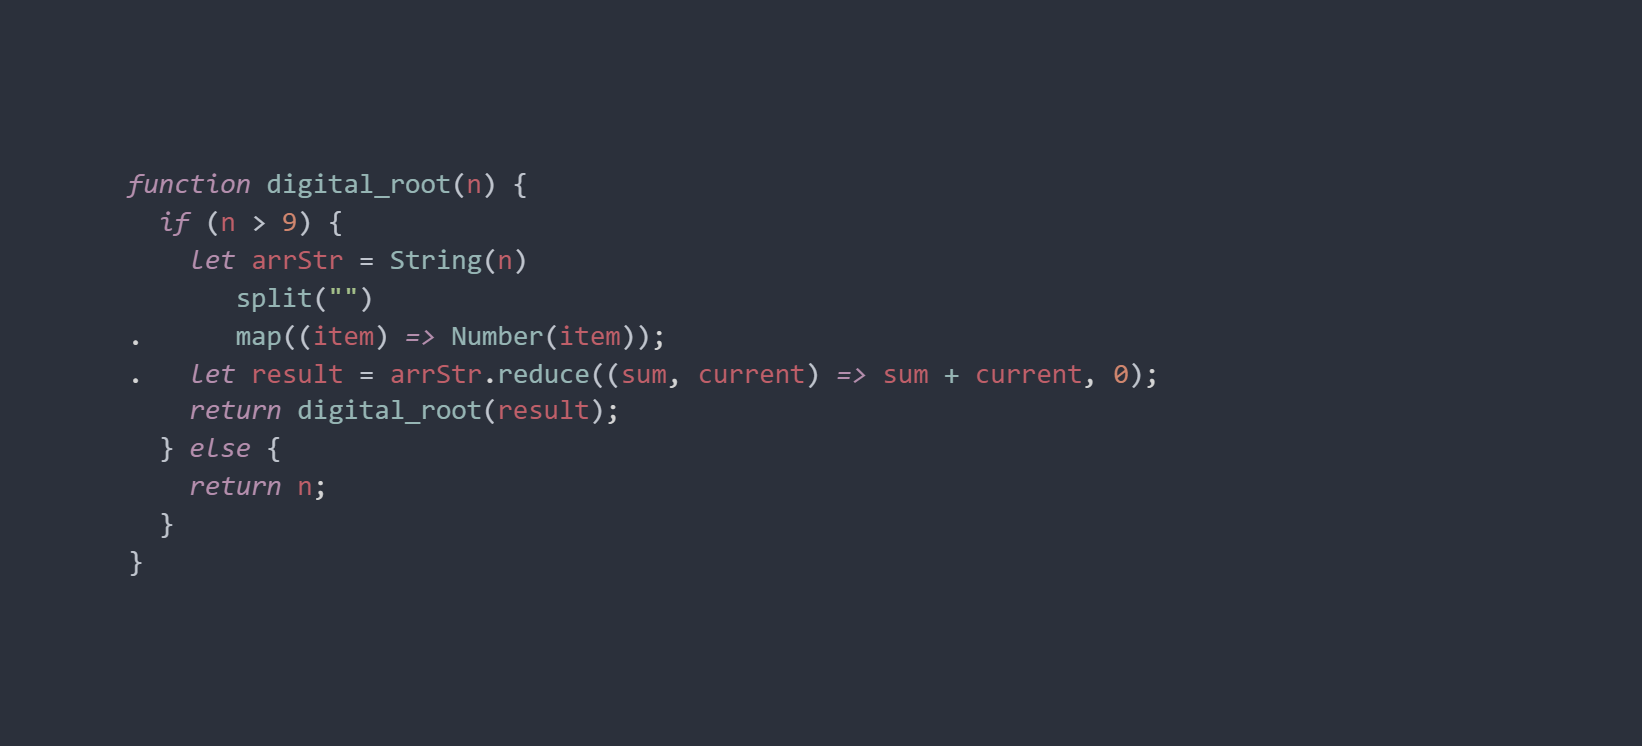 function digital_root(n) {
  if (n > 9) {
    let arrStr = String(n)
       split("")
.      map((item) => Number(item));
.   let result = arrStr.reduce((sum, current) => sum + current, 0);
    return digital_root(result);
  } else {
    return n;
  }
}